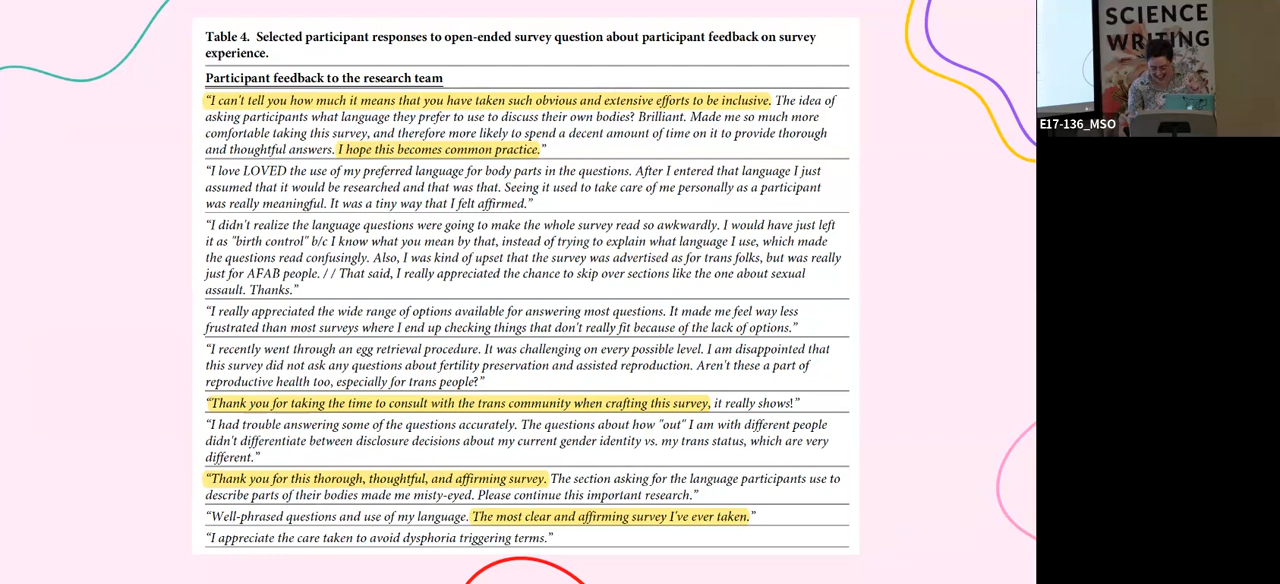 Table 4. Selected participant responses to open-ended survey question about participant feedback on survey
experience.
Participant feedback to the research team
“I can't tell you how much it means that you have taken such obvious and extensive efforts to be inclusive. The idea of
asking participants what language they prefer to use to discuss their own bodies? Brilliant. Made me so much more
comfortable taking this survey, and therefore more likely to spend a decent amount of time on it to provide thorough
and thoughtful answers. I hope this becomes common practice.”
“I love LOVED the use of my preferred language for body parts in the questions. After I entered that language I just
assumed that it would be researched and that was that. Seeing it used to take care of me personally as a participant
was really meaningful. It was a tiny way that I felt affirmed.”
“I didn't realize the language questions were going to make the whole survey read so awkwardly. I would have just left
it as "birth control" b/c I know what you mean by that, instead of trying to explain what language I use, which made
the questions read confusingly. Also, I was kind of upset that the survey was advertised as for trans folks, but was really
just for AFAB people. / / That said, I really appreciated the chance to skip over sections like the one about sexual
assault. Thanks.”
“I really appreciated the wide range of options available for answering most questions. It made me feel way less
frustrated than most surveys where I end up checking things that don't really fit because of the lack of options.”
“I recently went through an egg retrieval procedure. It was challenging on every possible level. I am disappointed that
this survey did not ask any questions about fertility preservation and assisted reproduction. Aren't these a part of
reproductive health too, especially for trans people?”
“Thank you for taking the time to consult with the trans community when crafting this survey, it really shows!”
“I had trouble answering some of the questions accurately. The questions about how "out" I am with different people
didn't differentiate between disclosure decisions about my current gender identity vs. my trans status, which are very
different.”
“Thank you for this thorough, thoughtful, and affirming survey. The section asking for the language participants use to
describe parts of their bodies made me misty-eyed. Please continue this important research.”
“Well-phrased questions and use of my language. The most clear and affirming survey I've ever taken.”
“I appreciate the care taken to avoid dysphoria triggering terms.”
SCIENCE
WRITING
E17-136_MSO